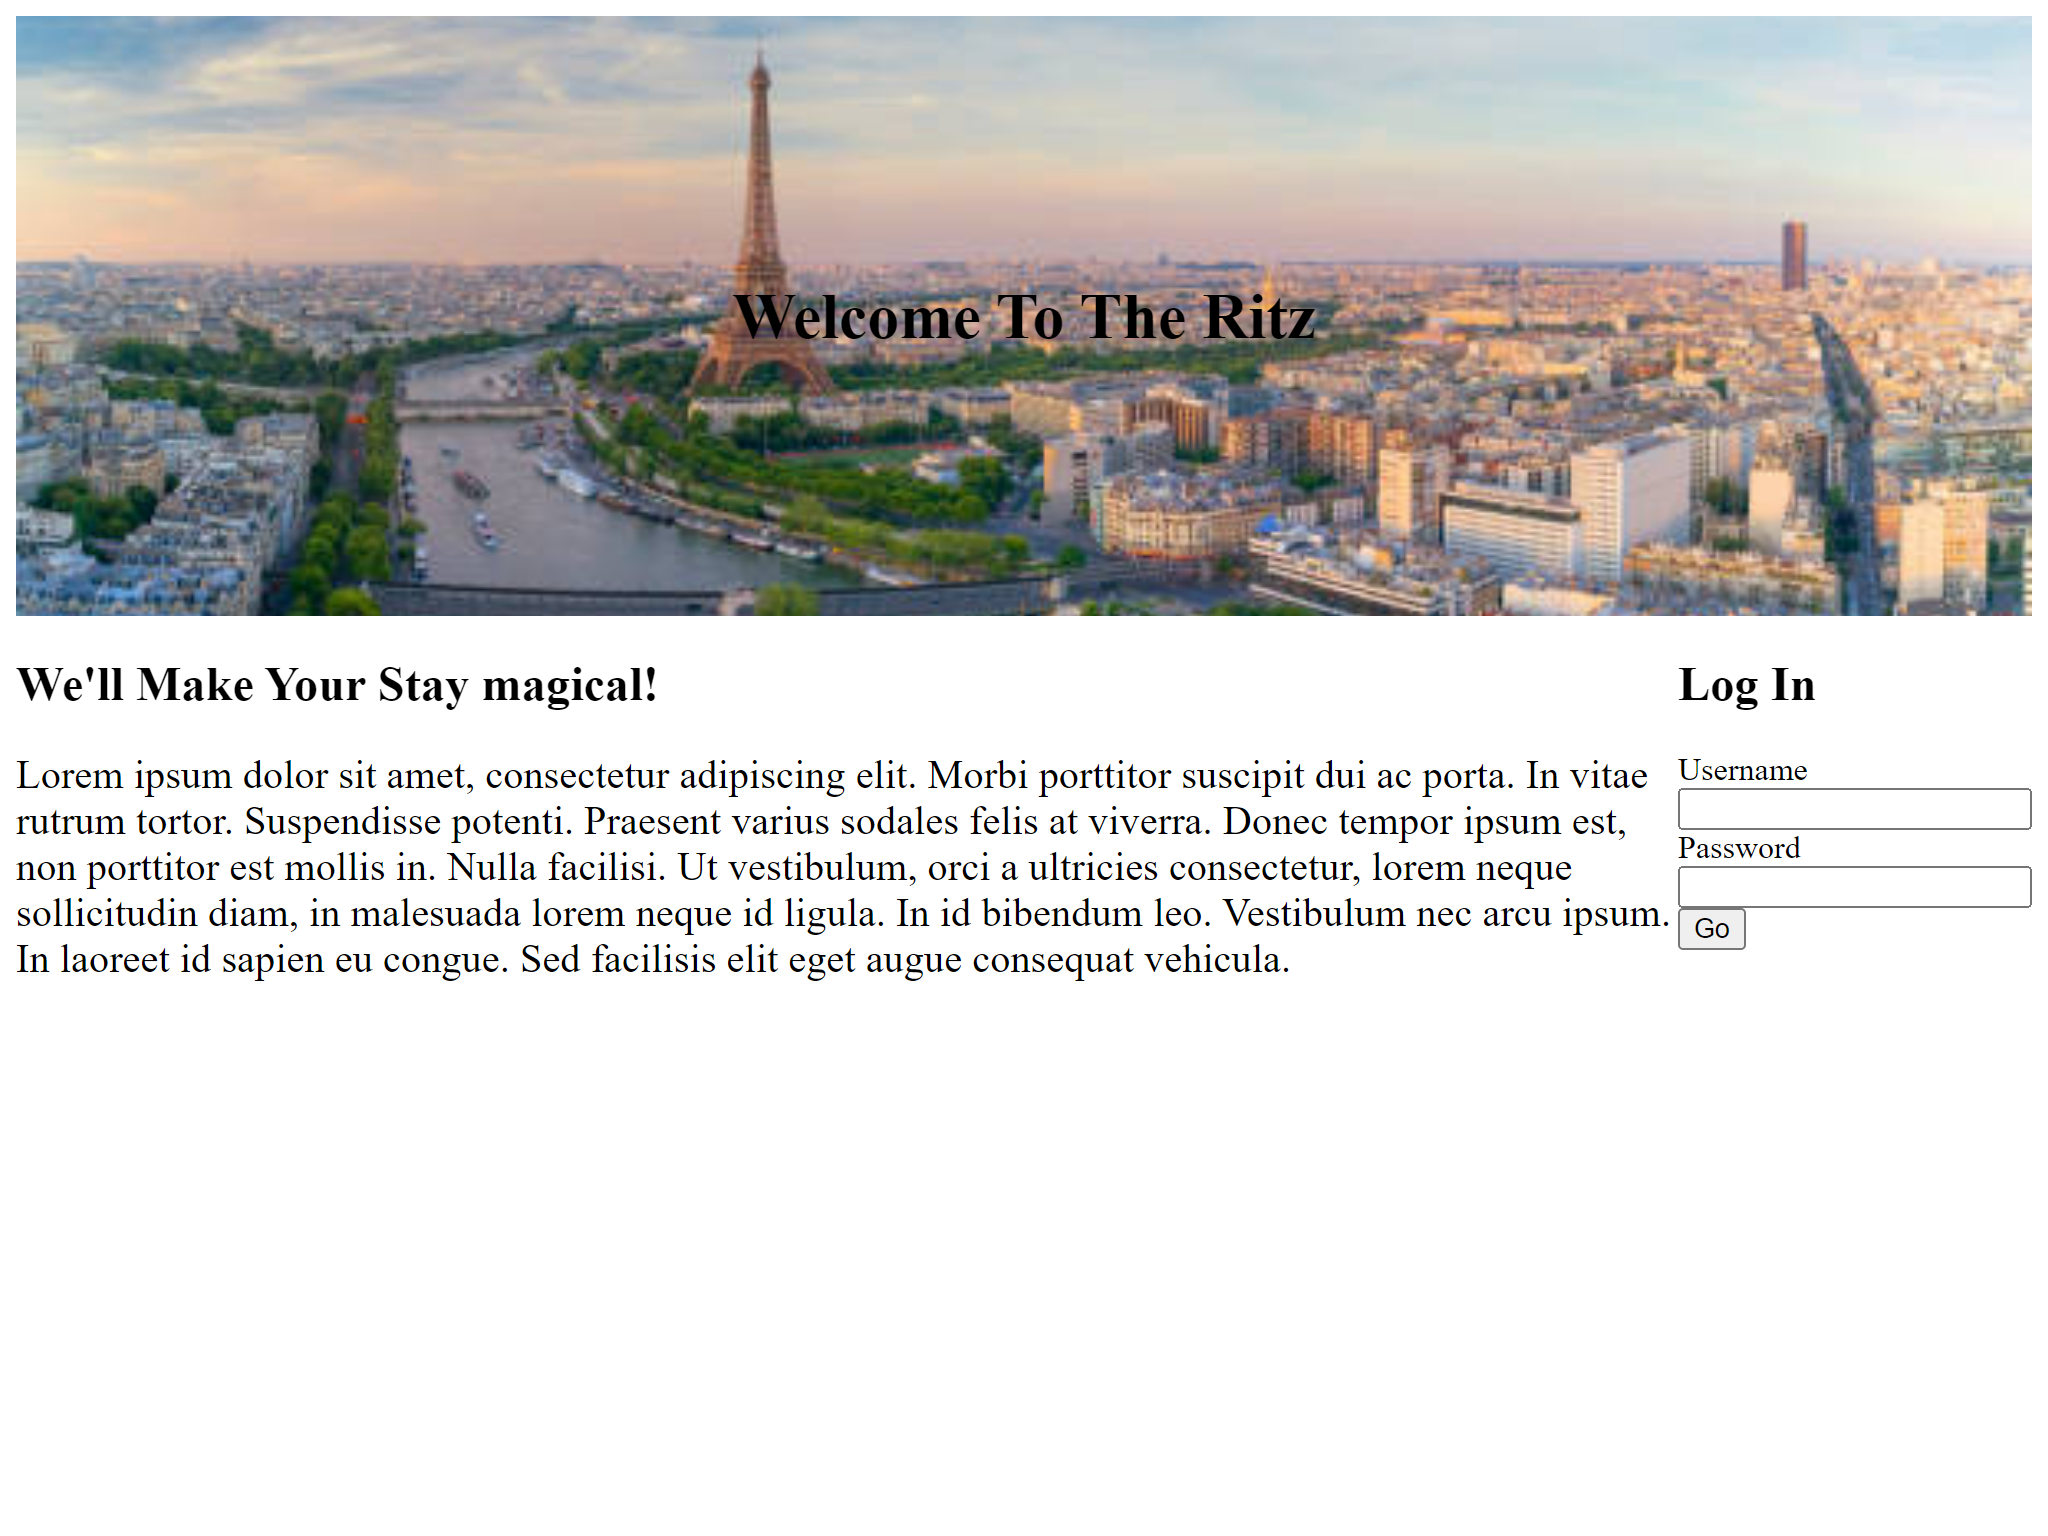 Welcome To The Ritz
We'll Make Your Stay magical!
Lorem ipsum dolor sit amet, consectetur adipiscing elit. Morbi porttitor suscipit dui ac porta. In vitae
rutrum tortor. Suspendisse potenti. Praesent varius sodales felis at viverra. Donec tempor ipsum est,
non porttitor est mollis in. Nulla facilisi. Ut vestibulum, orci a ultricies consectetur, lorem neque
sollicitudin diam, in malesuada lorem neque id ligula. In id bibendum leo. Vestibulum nec arcu ipsum.
In laoreet id sapien eu congue. Sed facilisis elit eget augue consequat vehicula.
Log In
Username
Password
Go